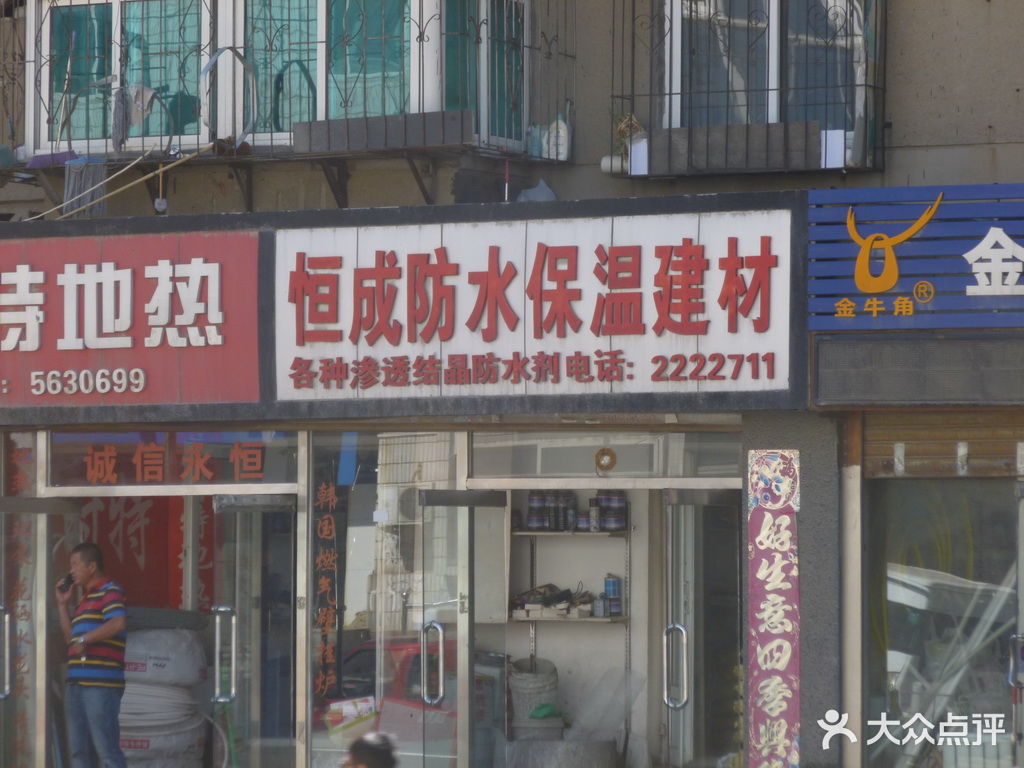 特地热
：5630699
恒成防水保温建材
各种渗透结晶防水剂 电话：2222711
金牛角®
金
诚信永恒
韩国燃气壁挂炉
好生意四季兴
大众点评